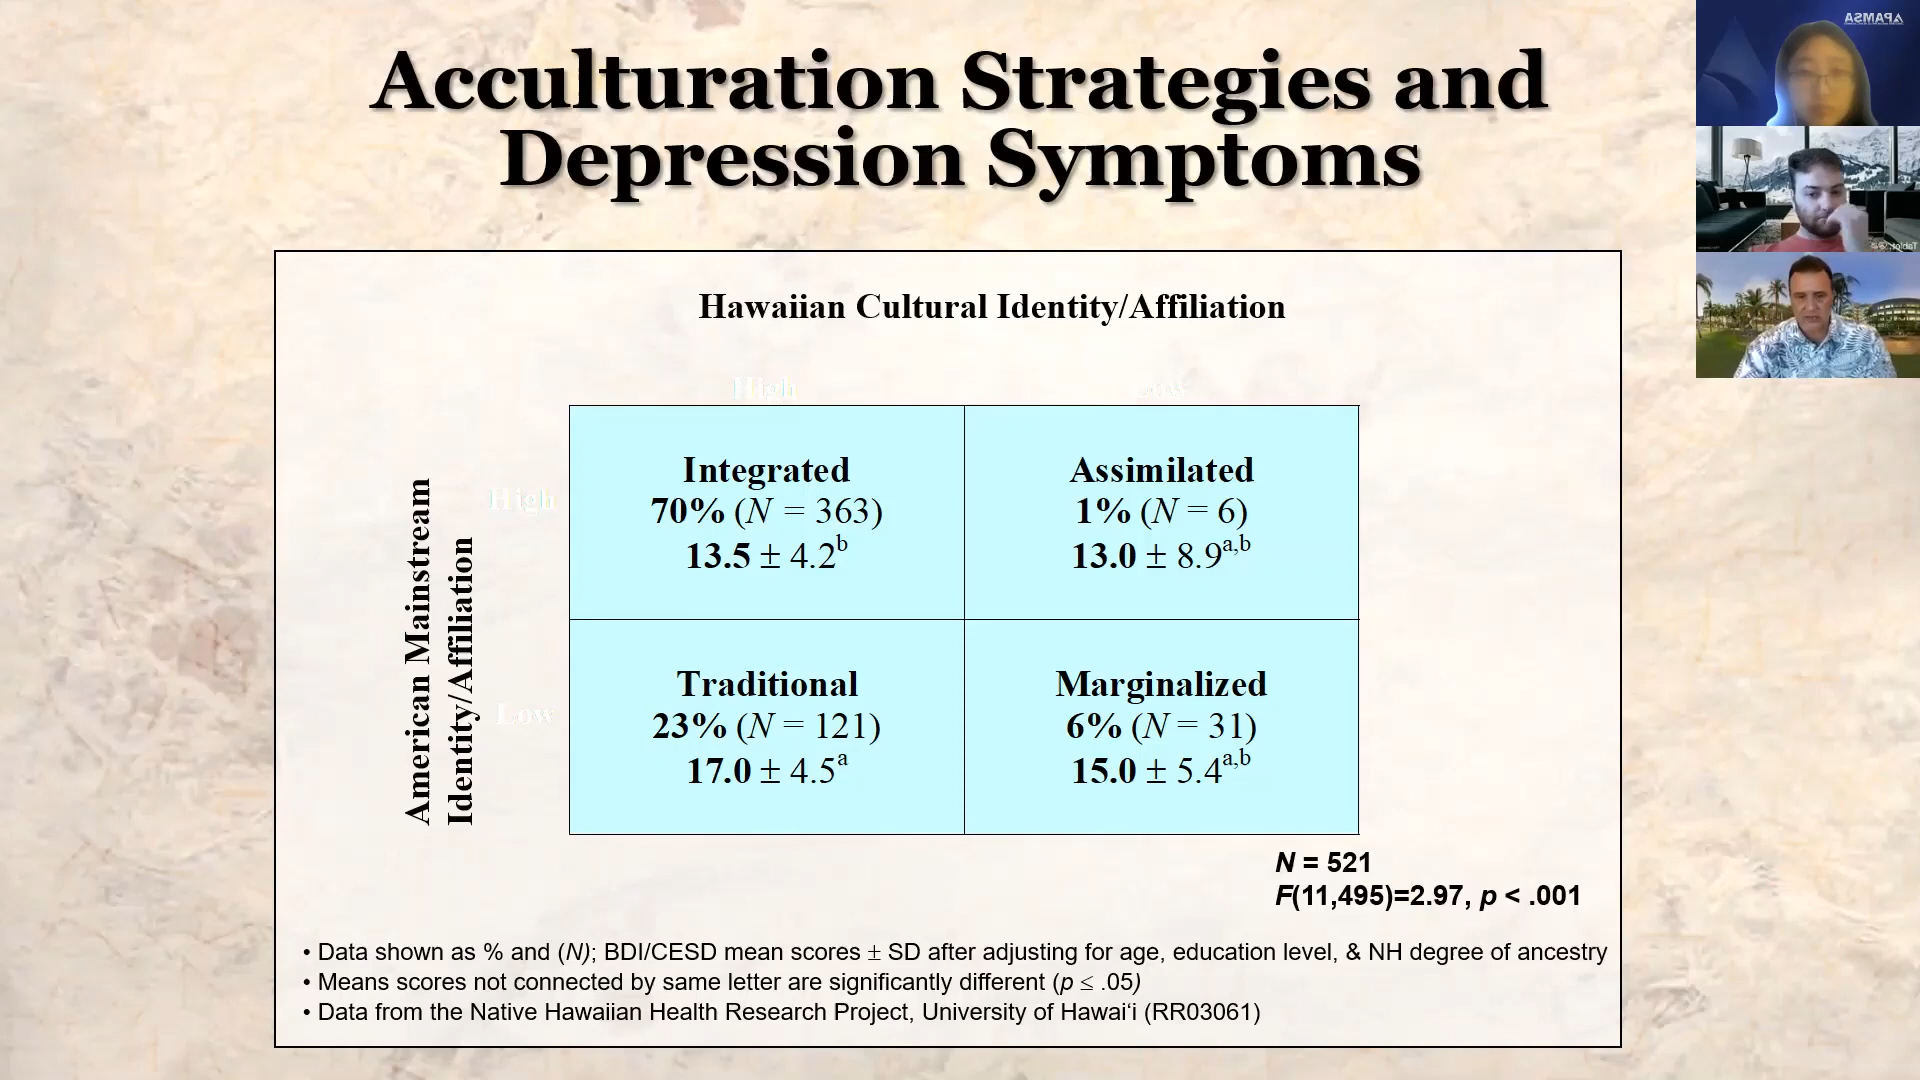 Acculturation Strategies and
Depression Symptoms
Hawaiian Cultural Identity/Affiliation
High
Low
American Mainstream
Identity/Affiliation
High
Integrated
70% (N = 363)
13.5 ± 4.2b
Assimilated
1% (N = 6)
13.0 ± 8.9a,b
Low
Traditional
23% (N = 121)
17.0 ± 4.5a
Marginalized
6% (N = 31)
15.0 ± 5.4a,b
N = 521
F(11,495)=2.97, p < .001
• Data shown as % and (N); BDI/CESD mean scores ± SD after adjusting for age, education level, & NH degree of ancestry
• Means scores not connected by same letter are significantly different (p ≤ .05)
• Data from the Native Hawaiian Health Research Project, University of Hawai‘i (RR03061)
APAMSA